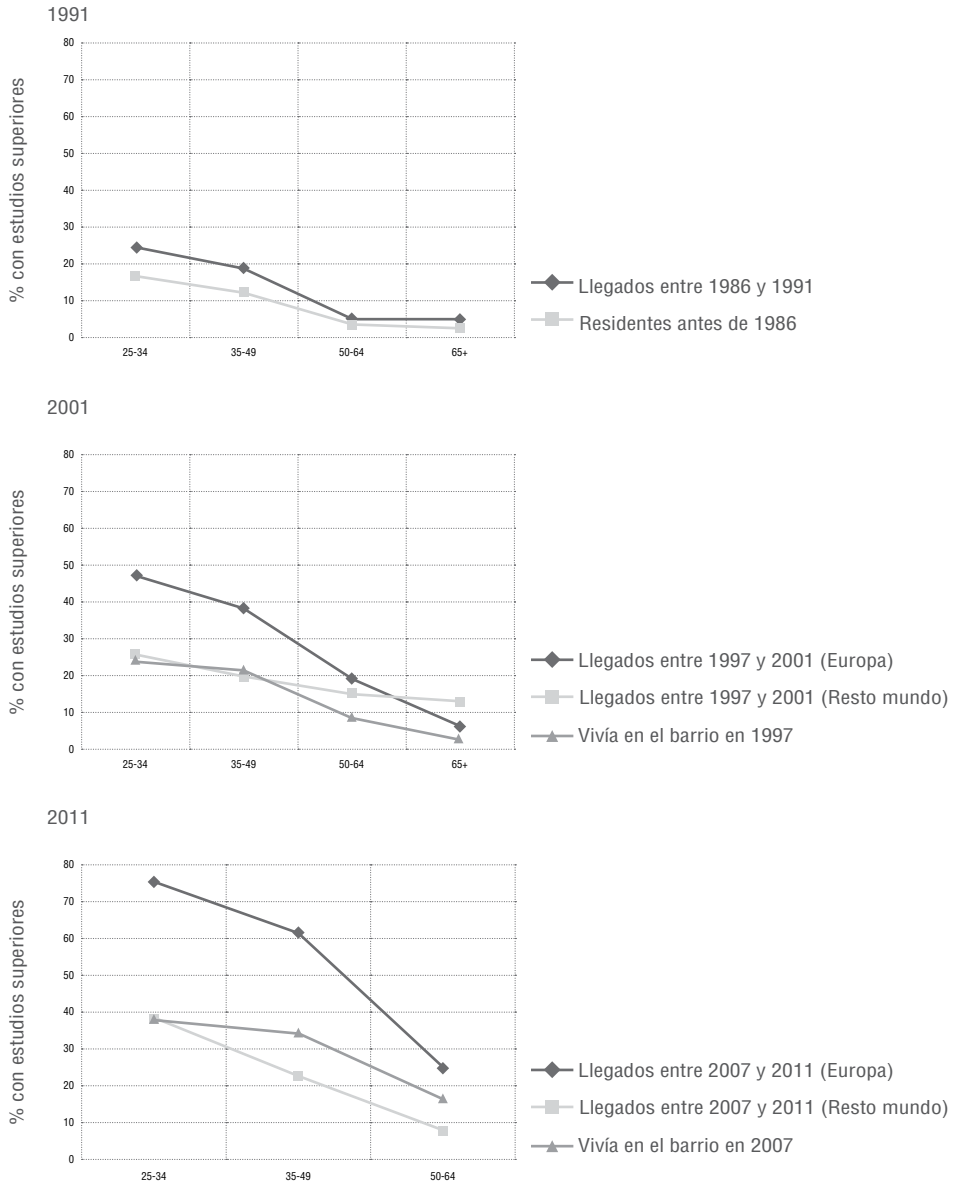 1991
% con estudios superiores
80
70
60
50
40
30
20
10
0
25-34 35-49 50-64 65+
Llegados entre 1986 y 1991
Residentes antes de 1986
2001
% con estudios superiores
80
70
60
50
40
30
20
10
0
25-34 35-49 50-64 65+
Llegados entre 1997 y 2001 (Europa)
Llegados entre 1997 y 2001 (Resto mundo)
Vivía en el barrio en 1997
2011
% con estudios superiores
80
70
60
50
40
30
20
10
0
25-34 35-49 50-64
Llegados entre 2007 y 2011 (Europa)
Llegados entre 2007 y 2011 (Resto mundo)
Vivía en el barrio en 2007